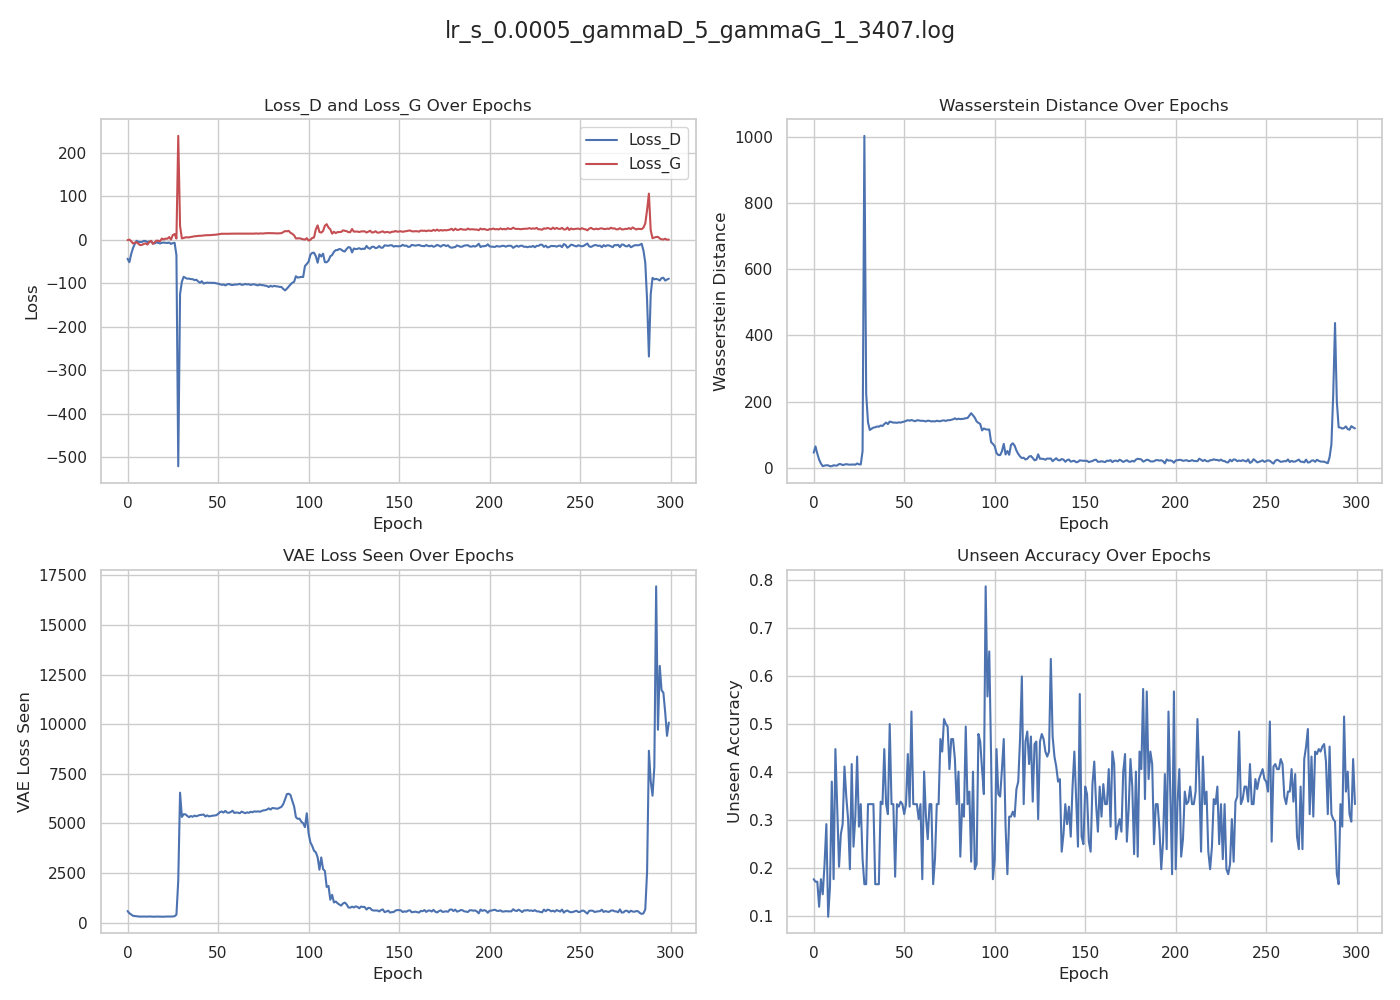 lr_s_0.0005_gammaD_5_gammaG_1_3407.log
Loss_D and Loss_G Over Epochs
Loss_D
Loss_G
200
100
0
−100
−200
−300
−400
−500
Loss
0 50 100 150 200 250 300
Epoch
Wasserstein Distance Over Epochs
1000
800
600
400
200
0
Wasserstein Distance
0 50 100 150 200 250 300
Epoch
VAE Loss Seen Over Epochs
17500
15000
12500
10000
7500
5000
2500
0
VAE Loss Seen
0 50 100 150 200 250 300
Epoch
Unseen Accuracy Over Epochs
0.8
0.7
0.6
0.5
0.4
0.3
0.2
0.1
Unseen Accuracy
0 50 100 150 200 250 300
Epoch